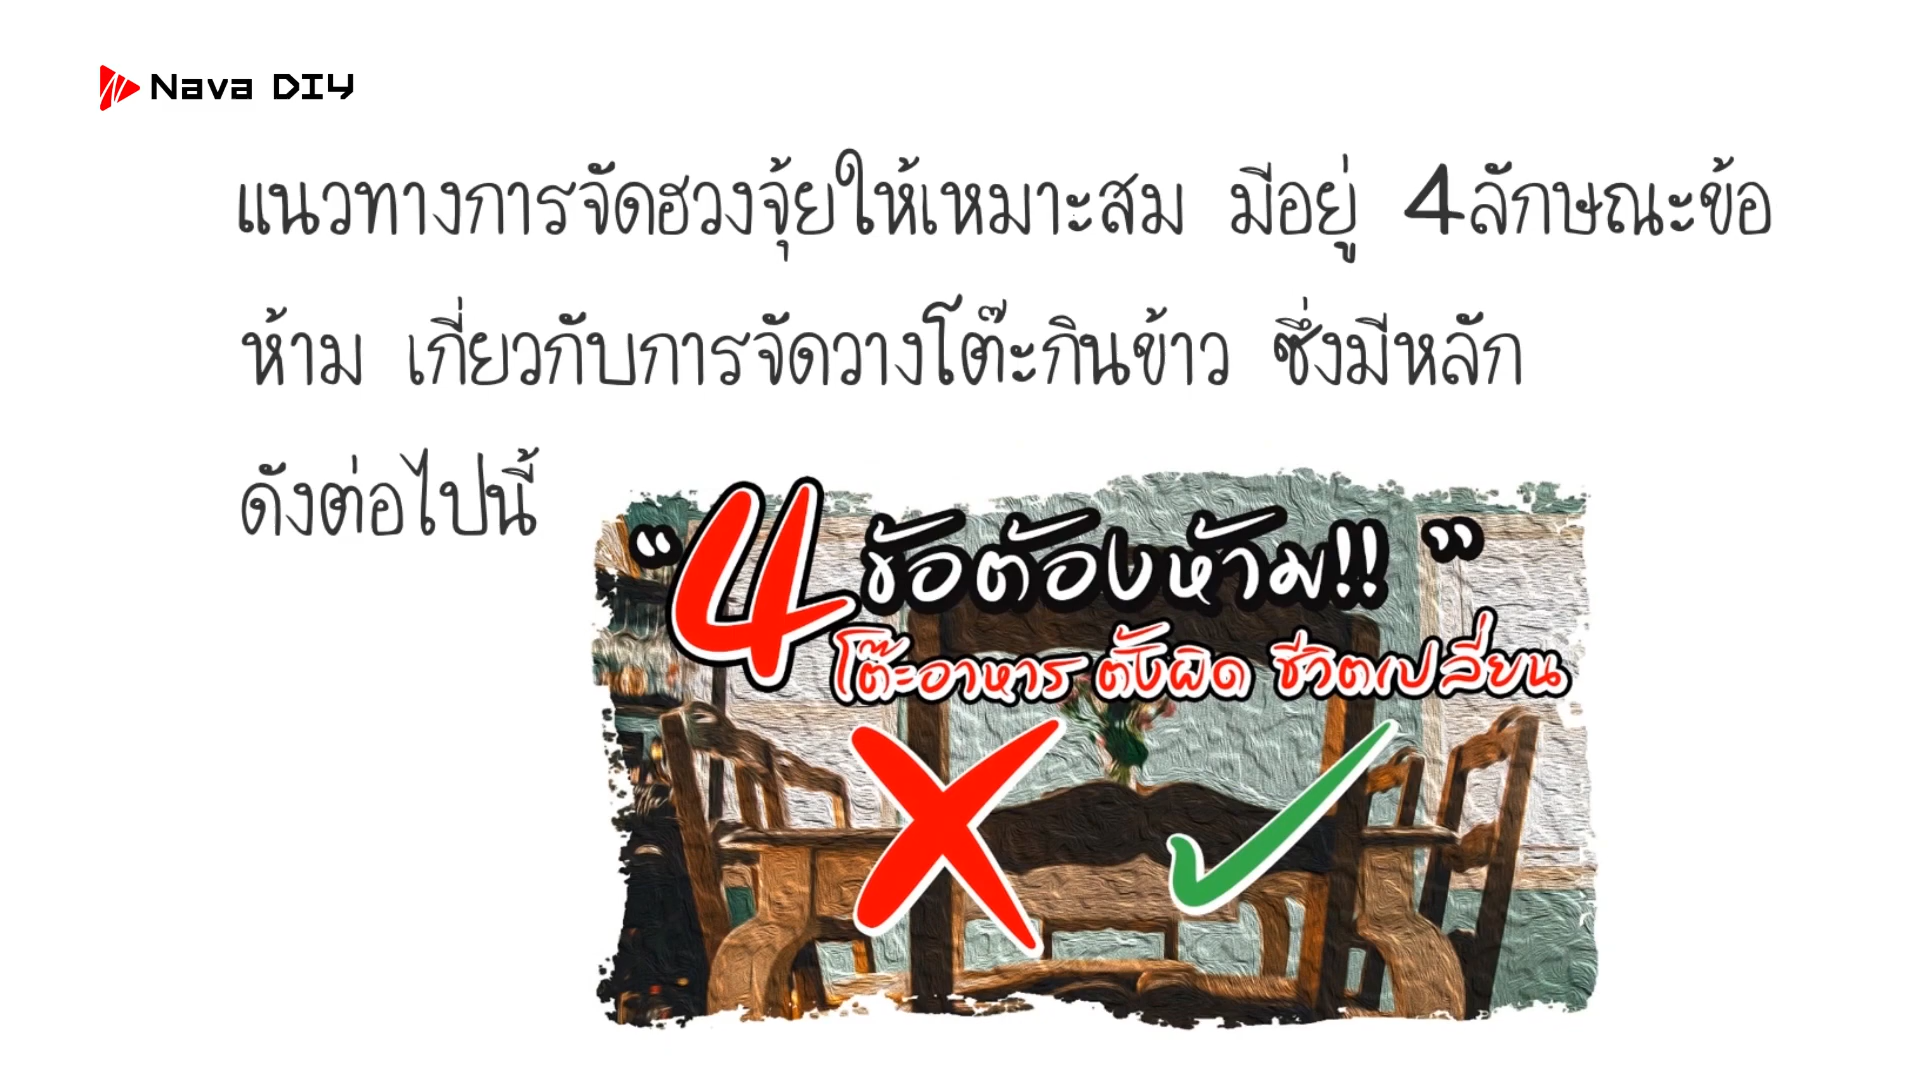 Nava DIY
แนวทางการจัดฮวงจุ้ยให้เหมาะสม มีอยู่ 4ลักษณะข้อ
ห้าม เกี่ยวกับการจัดวางโต๊ะกินข้าว ซึ่งมีหลัก
ดังต่อไปนี้
“4 ข้อต้องห้าม!!”
โต๊ะอาหาร ตั้งผิด ชีวิตเปลี่ยน